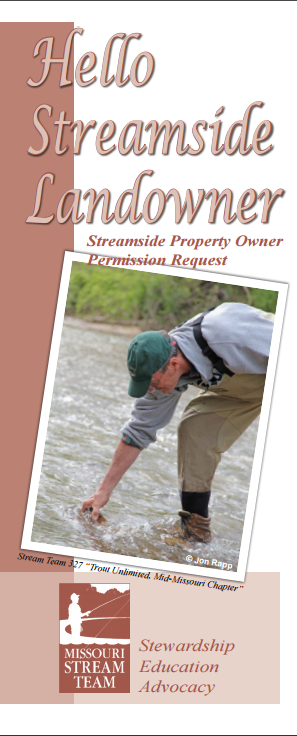 Hello
Streamside
Landowner
Streamside Property Owner
Permission Request
© Jon Rapp
Stream Team 327 "Trout Unlimited, Mid-Missouri Chapter"
MISSOURI
STREAM
TEAM
Stewardship
Education
Advocacy